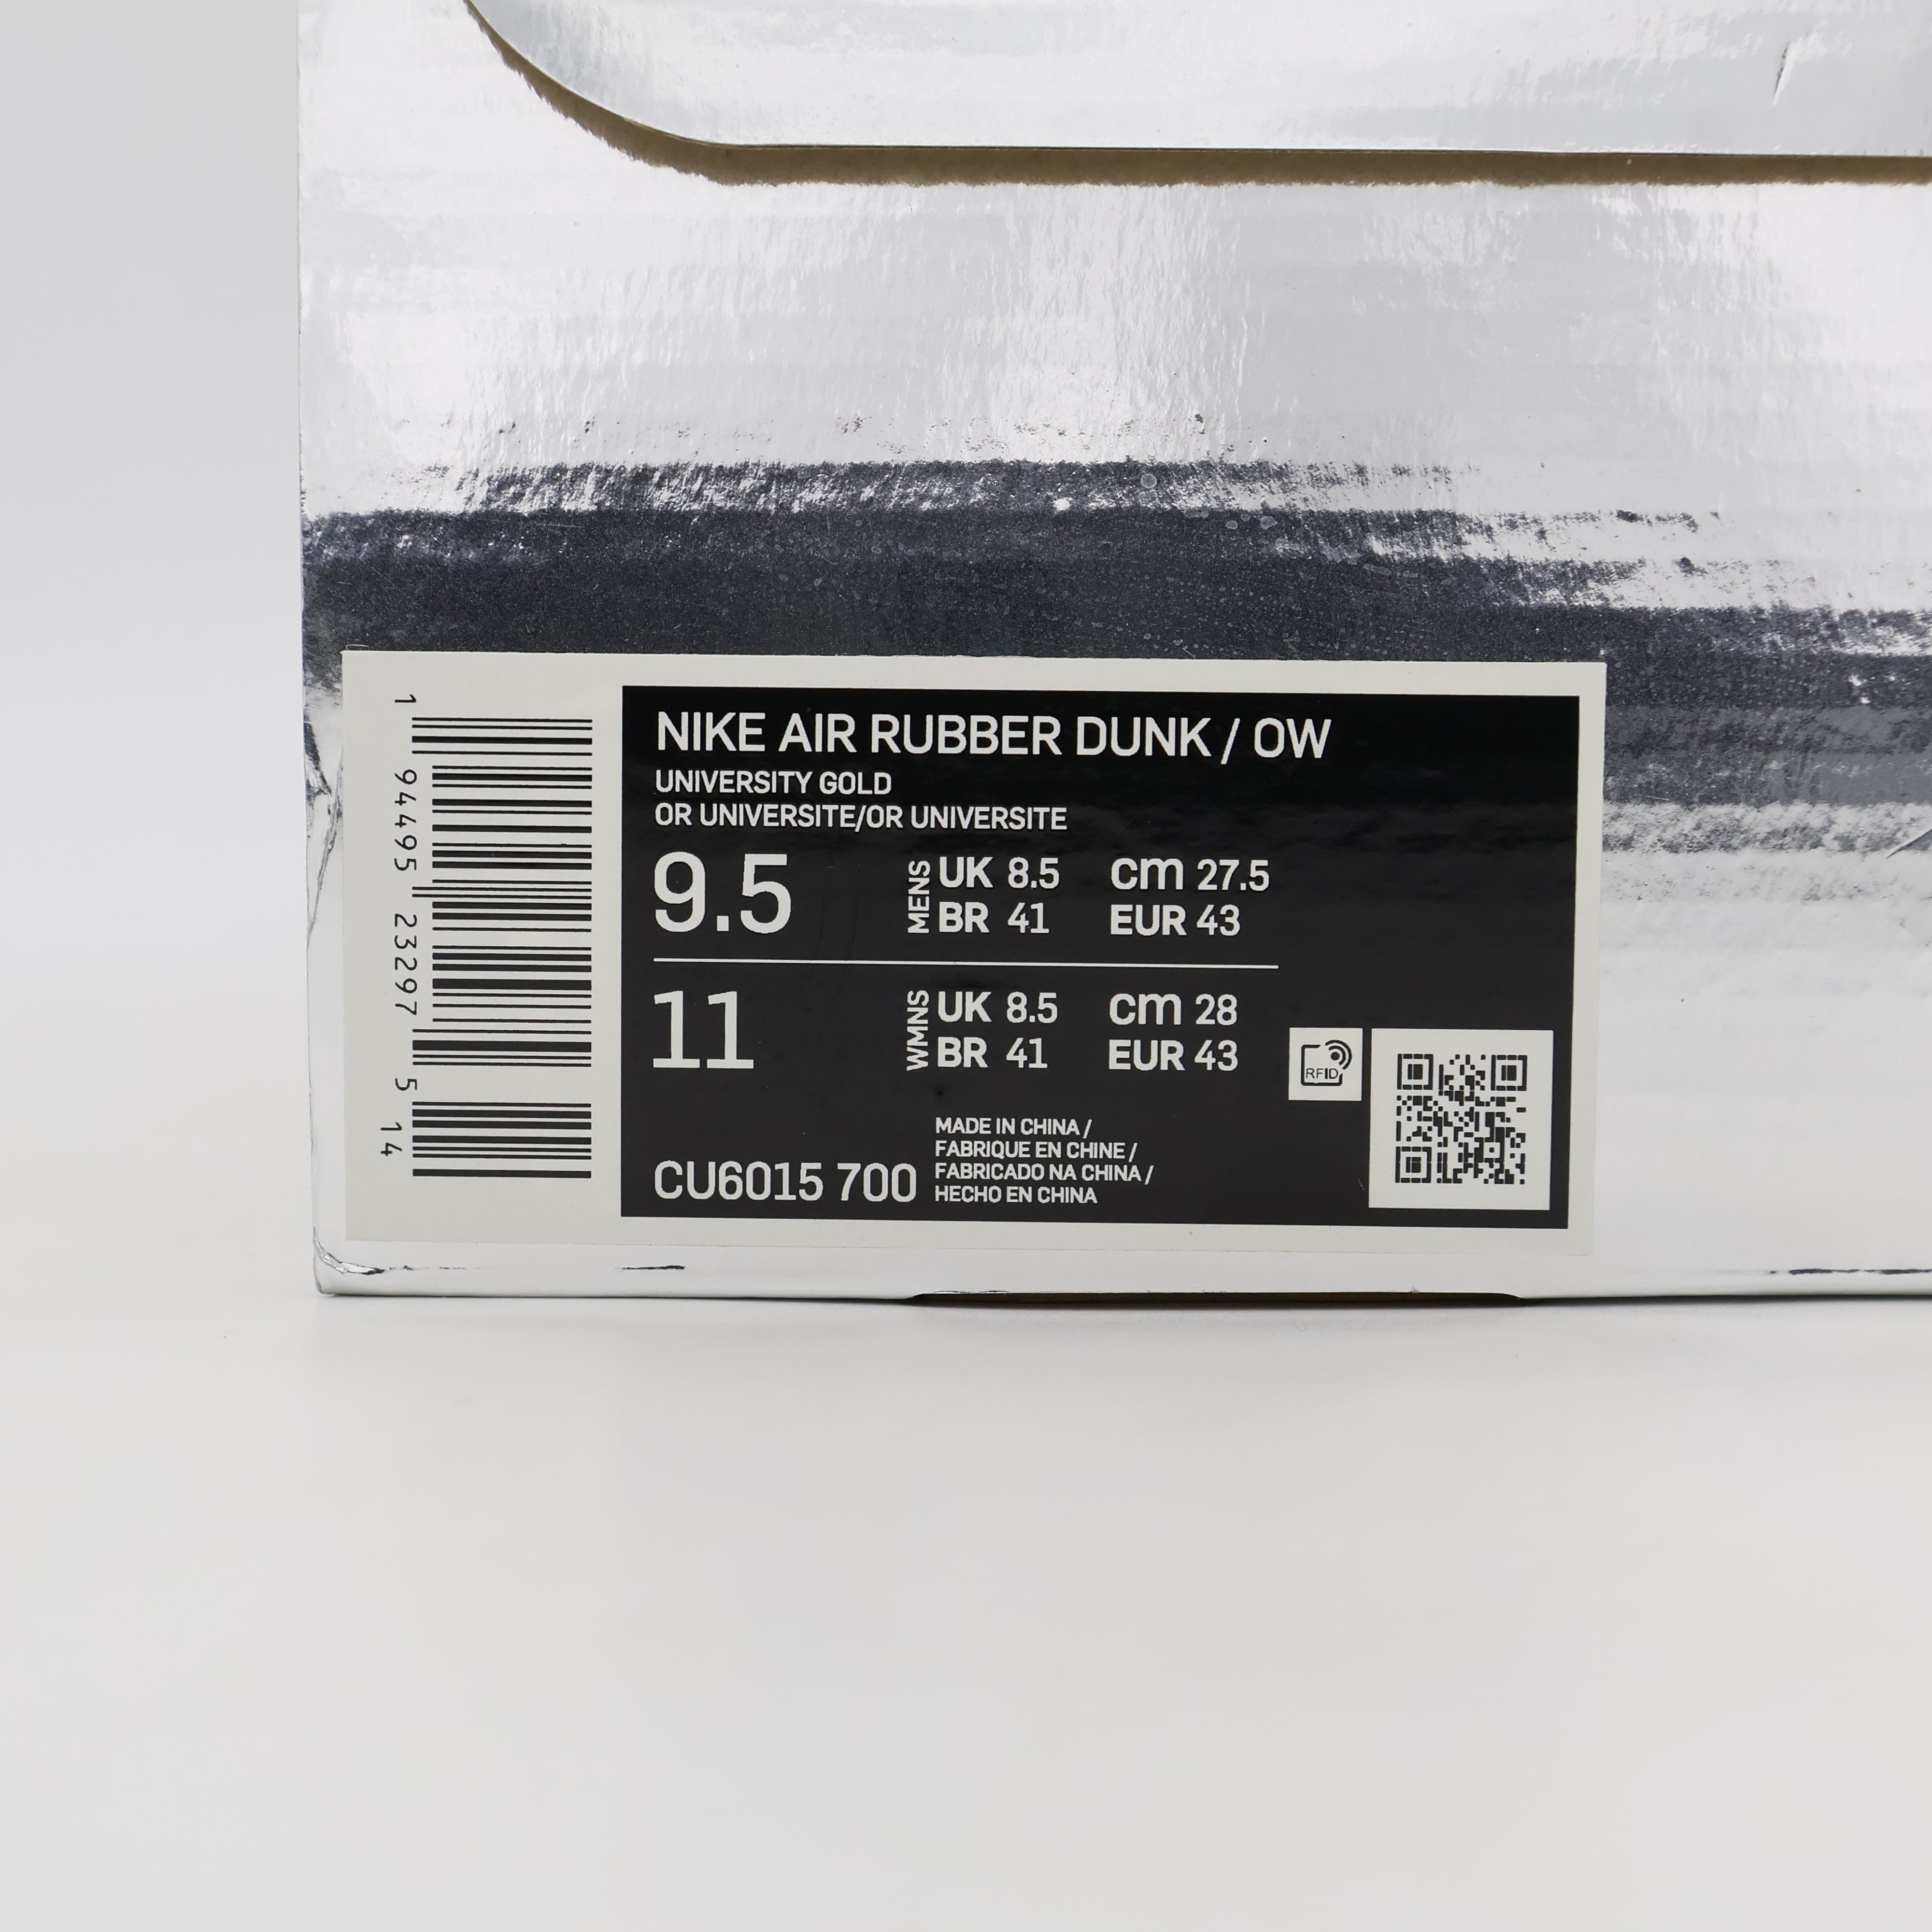 1 94495 23297 5 14
NIKE AIR RUBBER DUNK / OW
UNIVERSITY GOLD
OR UNIVERSITE/OR UNIVERSITE
9.5 MENS UK 8.5 cm 27.5
BR 41 EUR 43
11 WMNS UK 8.5 cm 28
BR 41 EUR 43
RFID
MADE IN CHINA /
FABRIQUE EN CHINE /
FABRICADO NA CHINA /
HECHO EN CHINA
CU6015 700